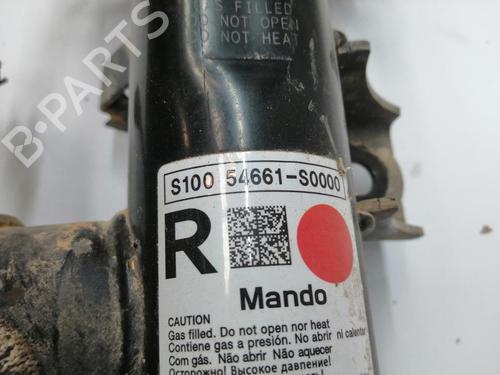 GAS FILLED
DO NOT OPEN
DO NOT HEAT
S100 54661-S0000
R
Mando
CAUTION
Gas filled. Do not open nor heat
Contiene gas a presión. No abrir ni calentar
Com gás. Não abrir Não aquecer
Осторожно! Высокое давление!
B